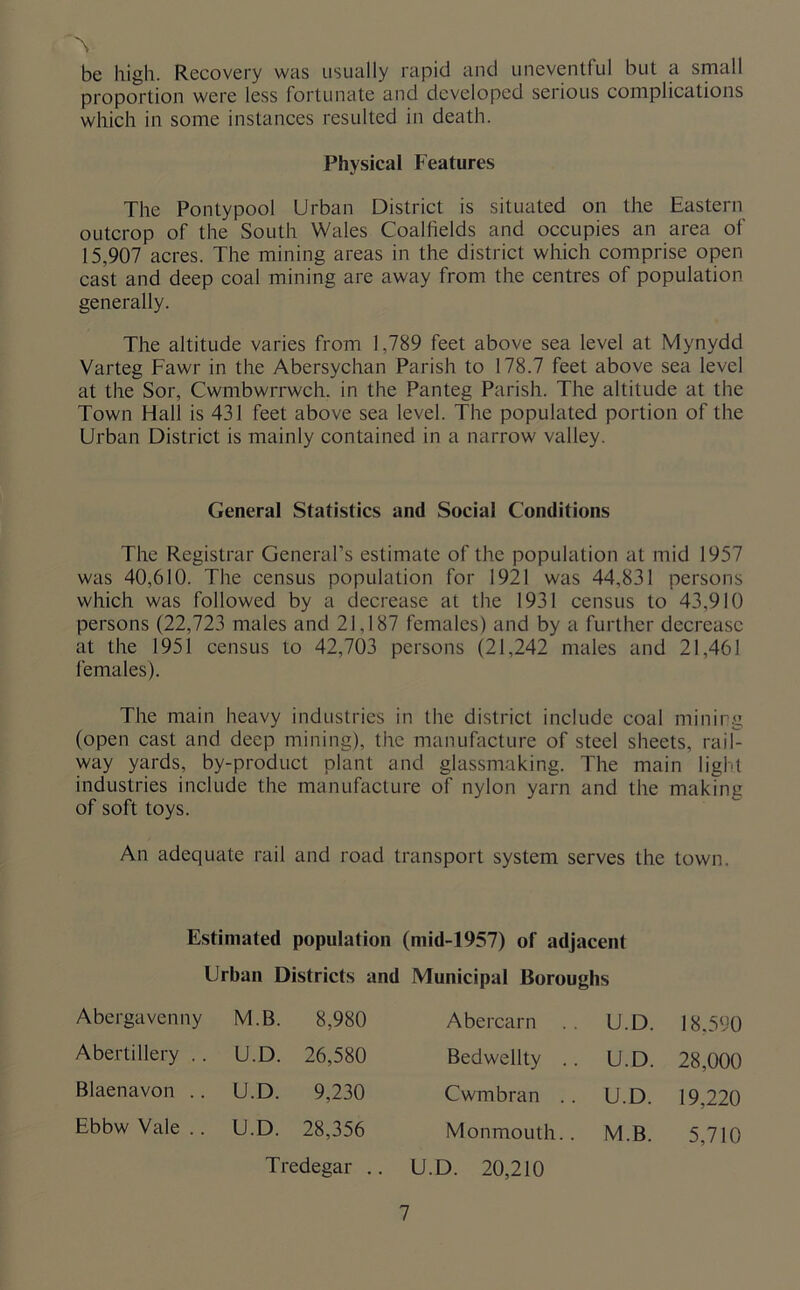 be high. Recovery was usually rapid and uneventful but a small
proportion were less fortunate and developed serious complications
which in some instances resulted in death.
Physical Features
The Pontypool Urban District is situated on the Eastern
outcrop of the South Wales Coalfields and occupies an area of
15,907 acres. The mining areas in the district which comprise open
cast and deep coal mining are away from the centres of population
generally.
The altitude varies from 1,789 feet above sea level at Mynydd
Varteg Fawr in the Abersychan Parish to 178.7 feet above sea level
at the Sor, Cwmbwrrwch. in the Panteg Parish. The altitude at the
Town Hall is 431 feet above sea level. The populated portion of the
Urban District is mainly contained in a narrow valley.
General Statistics and Social Conditions
The Registrar General's estimate of the population at mid 1957
was 40,610. The census population for 1921 was 44,831 persons
which was followed by a decrease at the 1931 census to 43,910
persons (22,723 males and 21,187 females) and by a further decrease
at the 1951 census to 42,703 persons (21,242 males and 21,461
females).
The main heavy industries in the district include coal mining
(open cast and deep mining), the manufacture of steel sheets, rail-
way yards, by-product plant and glassmaking. The main light
industries include the manufacture of nylon yarn and the making
of soft toys.
An adequate rail and road transport system serves the town.
Estimated population (mid-1957) of adjacent
Urban Districts and Municipal Boroughs
Abergavenny M.B. 8,980 Abercarn .. U.D. 18,590
Abertillery .. U.D. 26,580 Bedwellty .. U.D. 28,000
Blaenavon .. U.D. 9,230 Cwmbran .. U.D. 19,220
Ebbw Vale .. U.D. 28,356 Monmouth.. M.B. 5,710
Tredegar .. U.D. 20,210
7